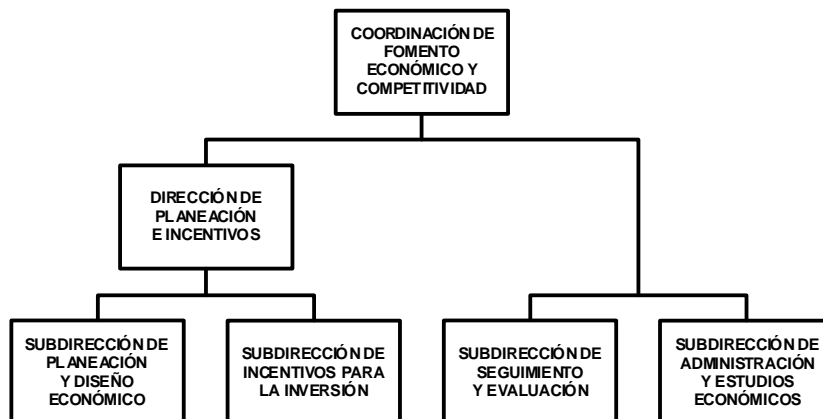 COORDINACIÓN DE
FOMENTO
ECONÓMICO Y
COMPETITIVIDAD
DIRECCIÓN DE
PLANEACIÓN
E INCENTIVOS
SUBDIRECCIÓN DE
PLANEACIÓN
Y DISEÑO
ECONÓMICO
SUBDIRECCIÓN DE
INCENTIVOS PARA
LA INVERSIÓN
SUBDIRECCIÓN DE
SEGUIMIENTO
Y EVALUACIÓN
SUBDIRECCIÓN DE
ADMINISTRACIÓN
Y ESTUDIOS
ECONÓMICOS